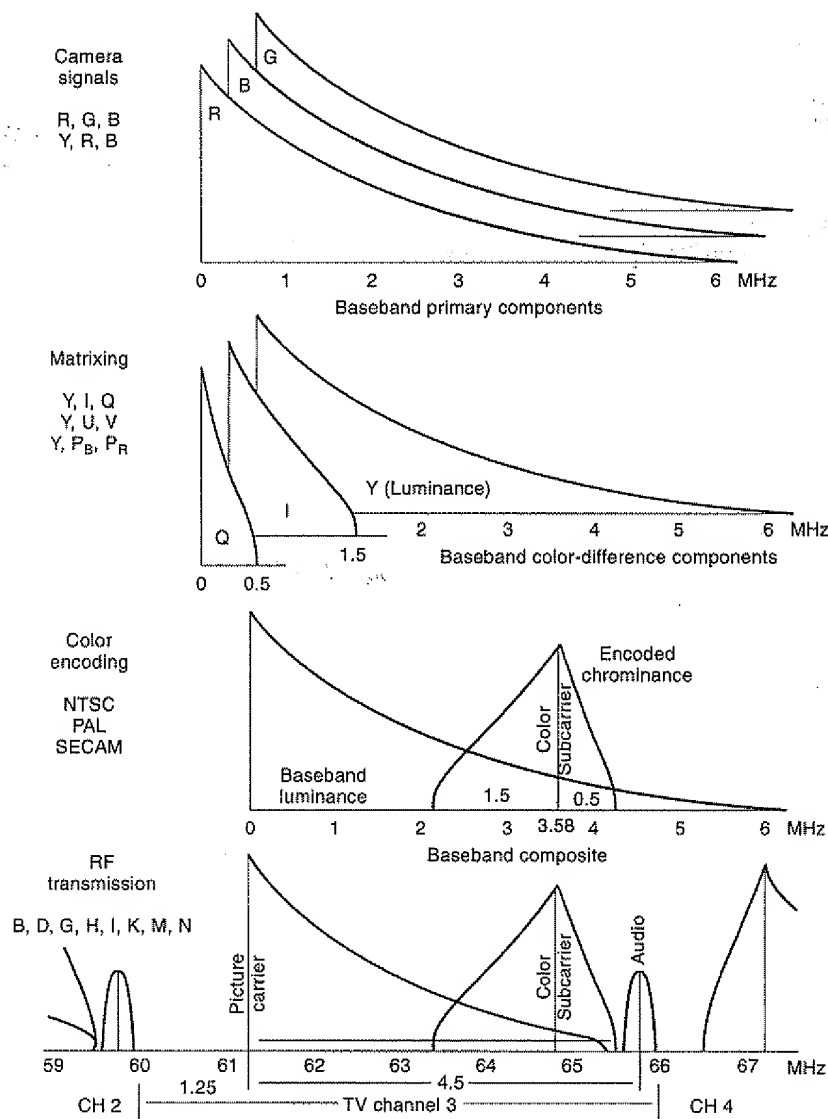 Camera
signals
R, G, B
Y, R, B
R
B
G
0 1 2 3 4 5 6 MHz
Baseband primary components
Matrixing
Y, I, Q
Y, U, V
Y, PB, PR
Y (Luminance)
I
Q
2 3 4 5 6 MHz
1.5
Baseband color-difference components
0 0.5
Color
encoding
NTSC
PAL
SECAM
Encoded
chrominance
Color
Subcarrier
Baseband
luminance
1.5 0.5
0 1 2 3 3.58 4 5 6 MHz
Baseband composite
RF
transmission
B, D, G, H, I, K, M, N
Picture
carrier
Color
Subcarrier
Audio
59 60 61 62 63 64 65 66 67 MHz
1.25 4.5
CH 2 TV channel 3 CH 4